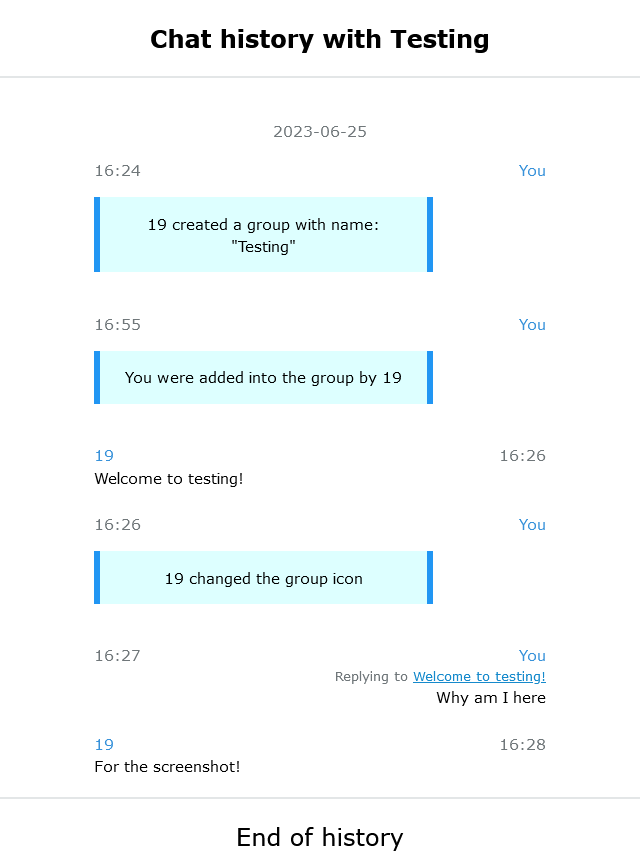 Chat history with Testing
2023-06-25
16:24 You
19 created a group with name:
"Testing"
16:55 You
You were added into the group by 19
19 16:26
Welcome to testing!
16:26 You
19 changed the group icon
16:27 You
Replying to Welcome to testing!
Why am I here
19 16:28
For the screenshot!
End of history